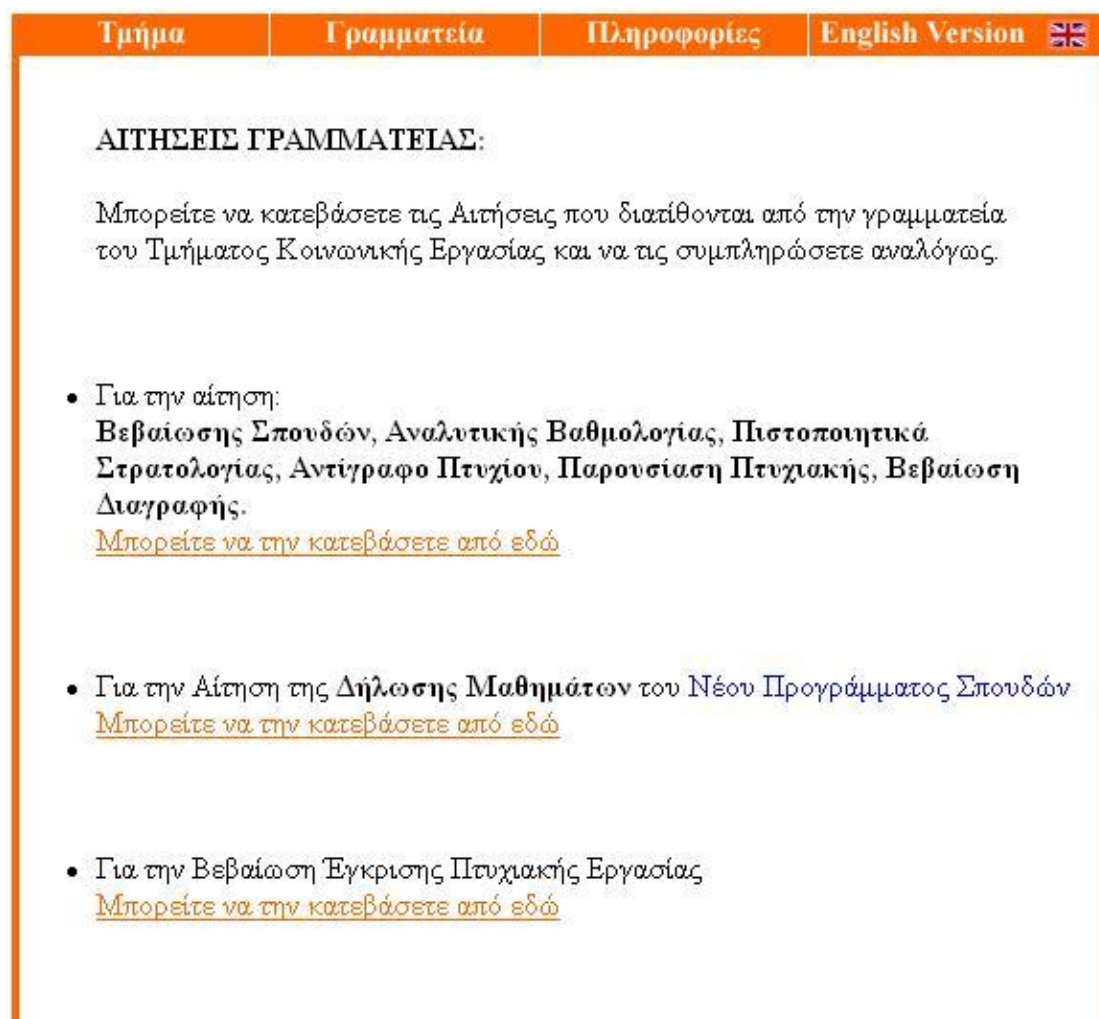 Τμήμα Γραμματεία Πληροφορίες English Version
ΑΙΤΗΣΕΙΣ ΓΡΑΜΜΑΤΕΙΑΣ:
Μπορείτε να κατεβάσετε τις Αιτήσεις που διατίθονται από την γραμματεία
του Τμήματος Κοινωνικής Εργασίας και να τις συμπληρώσετε αναλόγως.
• Για την αίτηση:
Βεβαίωσης Σπουδών, Αναλυτικής Βαθμολογίας, Πιστοποιητικά
Στρατολογίας, Αντίγραφο Πτυχίου, Παρουσίαση Πτυχιακής, Βεβαίωση
Διαγραφής.
Μπορείτε να την κατεβάσετε από εδώ
• Για την Αίτηση της Δήλωσης Μαθημάτων του Νέου Προγράμματος Σπουδών
Μπορείτε να την κατεβάσετε από εδώ
• Για την Βεβαίωση Έγκρισης Πτυχιακής Εργασίας
Μπορείτε να την κατεβάσετε από εδώ